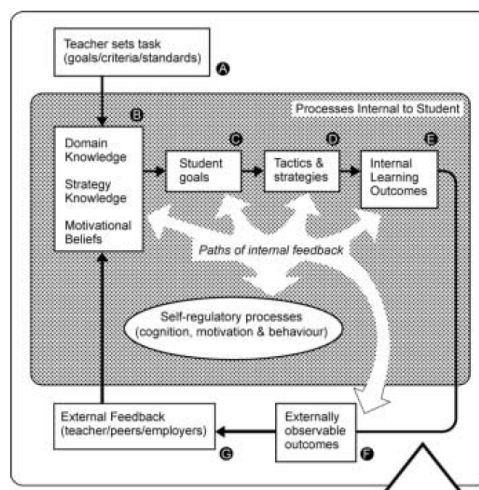 Teacher sets task
(goals/criteria/standards)
A
Processes Internal to Student
B
Domain
Knowledge
Strategy
Knowledge
Motivational
Beliefs
C
Student
goals
D
Tactics &
strategies
E
Internal
Learning
Outcomes
Paths of internal feedback
Self-regulatory processes
(cognition, motivation & behaviour)
External Feedback
(teacher/peers/employers)
G
Externally
observable
outcomes
F